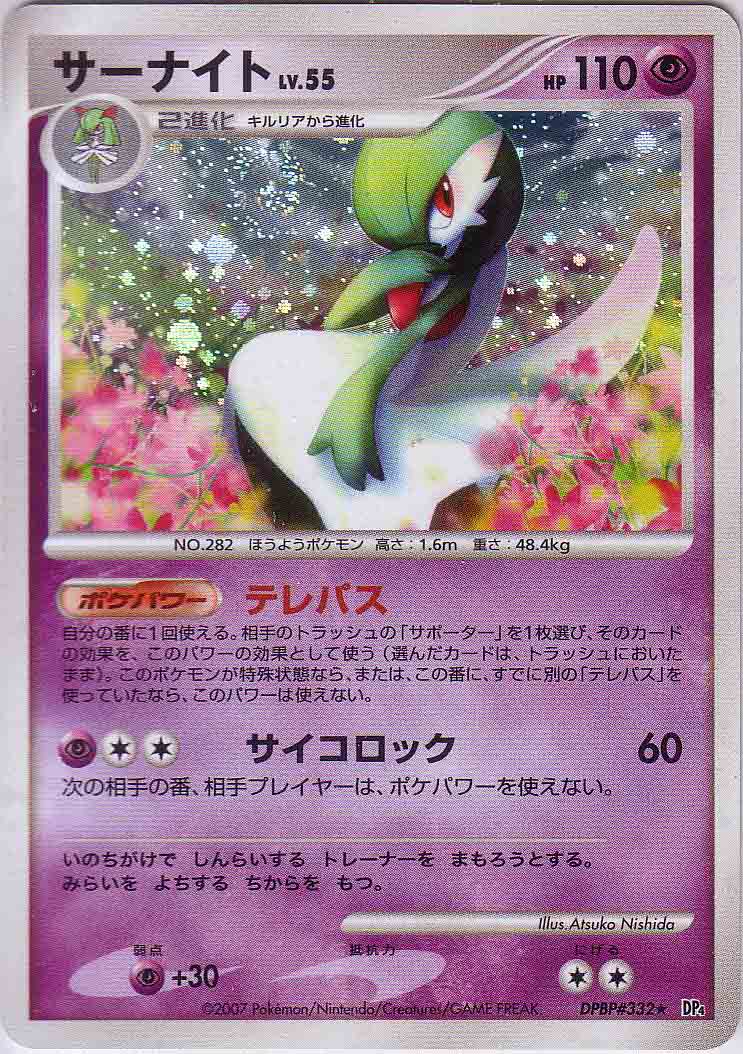 サーナイト LV.55 HP 110
2進化 キルリアから進化
NO.282 ほうようポケモン 高さ：1.6m 重さ：48.4kg
ポケパワー テレパス
自分の番に1回使える。相手のトラッシュの「サポーター」を1枚選び、そのカード
の効果を、このパワーの効果として使う（選んだカードは、トラッシュにおいた
まま）。このポケモンが特殊状態なら、または、この番に、すでに別の「テレパス」を
使っていたなら、このパワーは使えない。
サイコロック 60
次の相手の番、相手プレイヤーは、ポケパワーを使えない。
いのちがけで しんらいする トレーナーを まもろうとする。
みらいを よちする ちからを もつ。
Illus.Atsuko Nishida
弱点 抵抗力 にげる
+30
©2007 Pokémon/Nintendo/Creatures/GAME FREAK. DPBP#332★ DP4